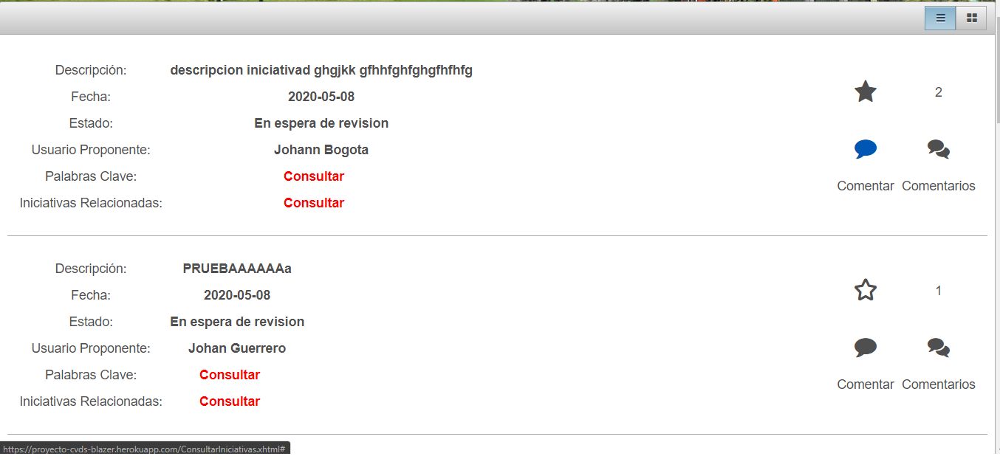 Descripción: descripcion iniciativad ghgjkk gfhhfghfghgfhfhfg
Fecha: 2020-05-08
Estado: En espera de revision
Usuario Proponente: Johann Bogota
Palabras Clave: Consultar
Iniciativas Relacionadas: Consultar
2
Comentar Comentarios
Descripción: PRUEBAAAAAAa
Fecha: 2020-05-08
Estado: En espera de revision
Usuario Proponente: Johan Guerrero
Palabras Clave: Consultar
Iniciativas Relacionadas: Consultar
1
Comentar Comentarios
https://proyecto-cvds-blazer.herokuapp.com/ConsultarIniciativas.xhtml#